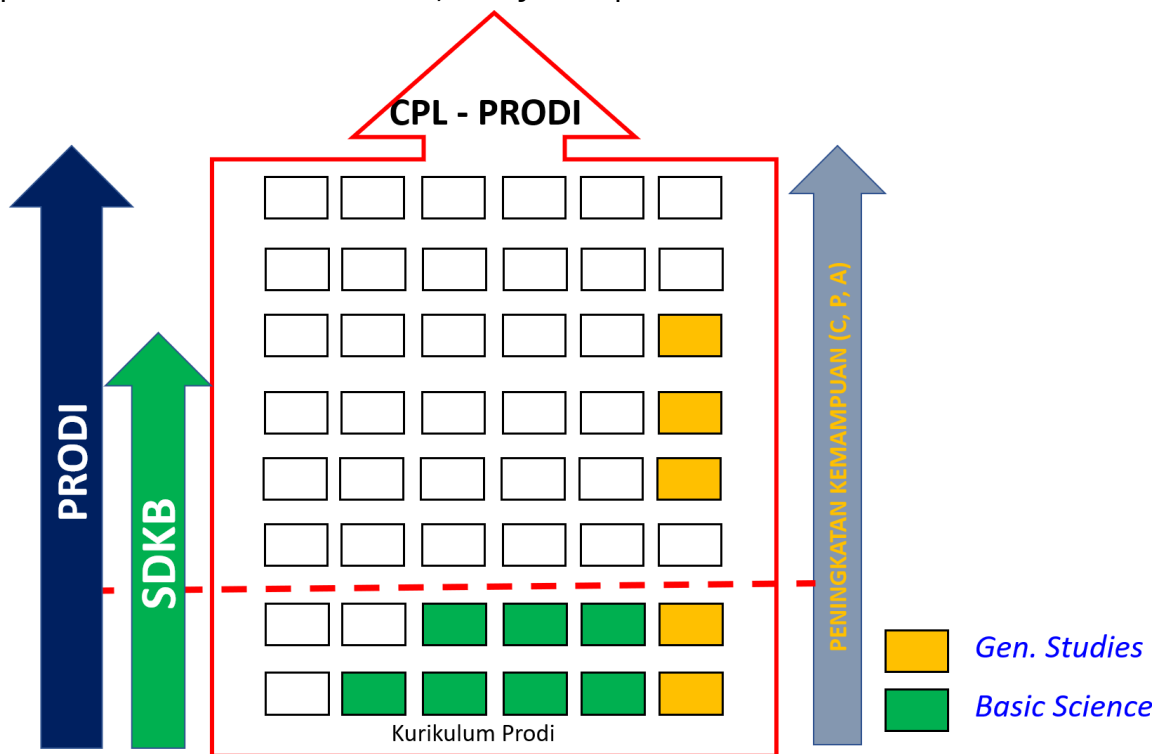 CPL - PRODI
PRODI
SDKB
PENINGKATAN KEMAMPUAN (C, P, A)
Gen. Studies
Basic Science
Kurikulum Prodi